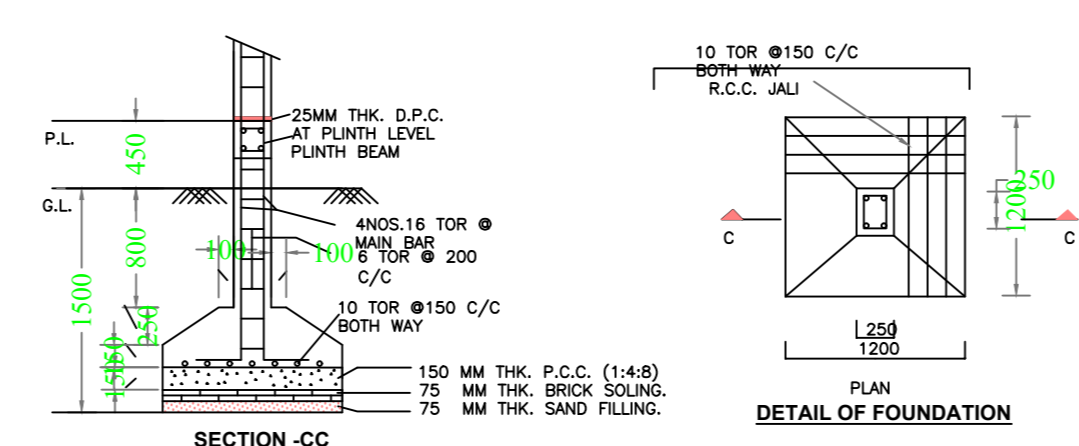 P.L.
G.L.
450
800
1500
250
150
150
100
100
25MM THK. D.P.C.
AT PLINTH LEVEL
PLINTH BEAM
4NOS.16 TOR @
MAIN BAR
6 TOR @ 200
C/C
10 TOR @150 C/C
BOTH WAY
150 MM THK. P.C.C. (1:4:8)
75 MM THK. BRICK SOLING.
75 MM THK. SAND FILLING.
SECTION -CC
10 TOR @150 C/C
BOTH WAY
R.C.C. JALI
C
C
250
1200
250
1200
PLAN
DETAIL OF FOUNDATION